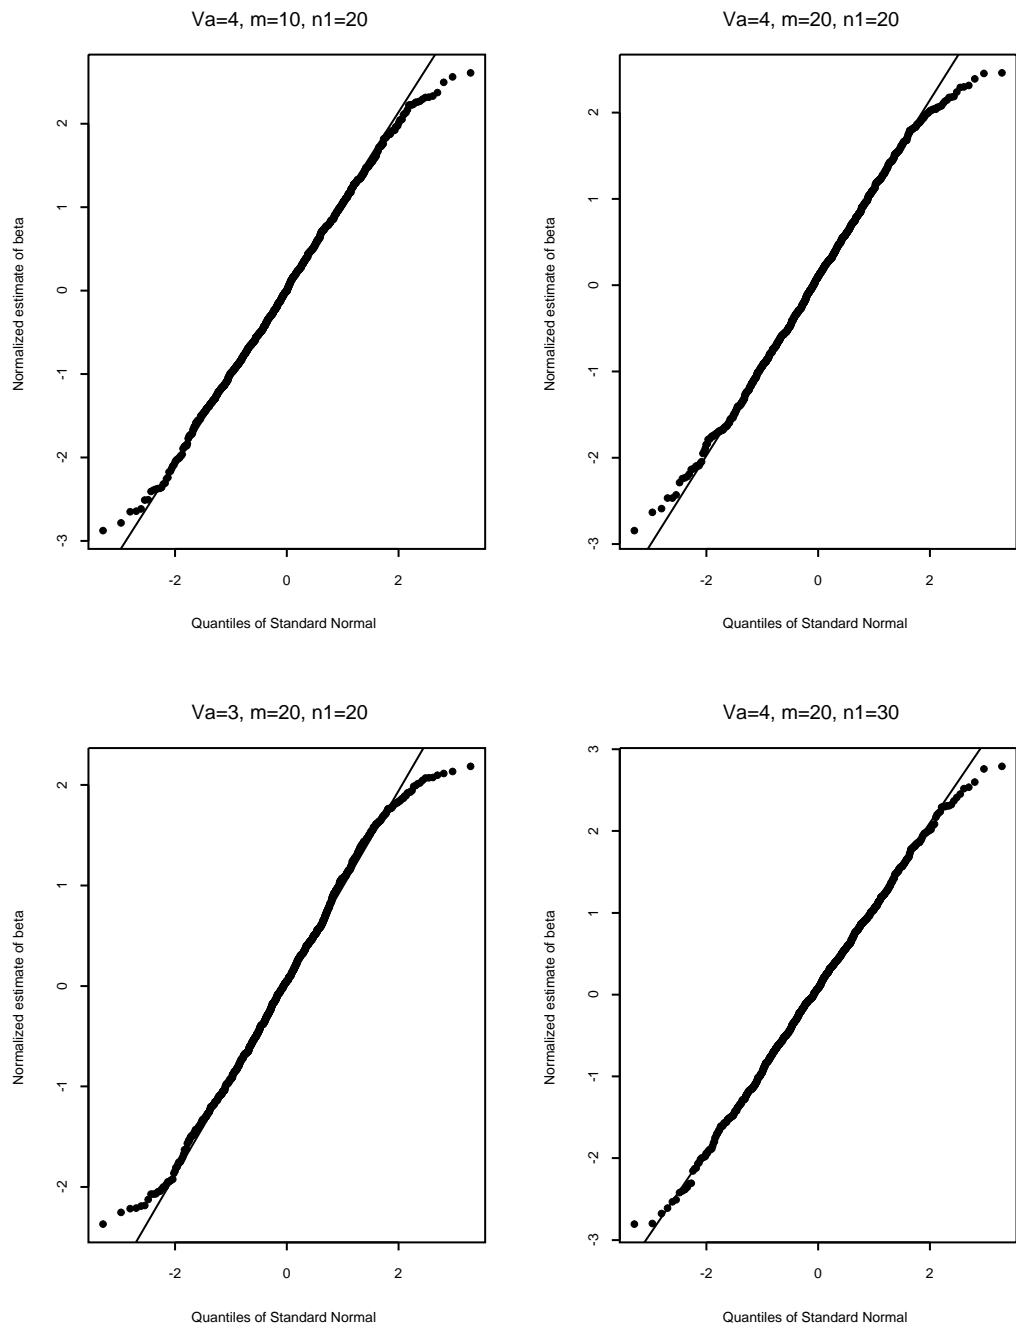 Va=4, m=10, n1=20
Normalized estimate of beta
2
1
0
-1
-2
-3
-2 0 2
Quantiles of Standard Normal
Va=4, m=20, n1=20
Normalized estimate of beta
2
1
0
-1
-2
-3
-2 0 2
Quantiles of Standard Normal
Va=3, m=20, n1=20
Normalized estimate of beta
2
1
0
-1
-2
-2 0 2
Quantiles of Standard Normal
Va=4, m=20, n1=30
Normalized estimate of beta
3
2
1
0
-1
-2
-3
-2 0 2
Quantiles of Standard Normal